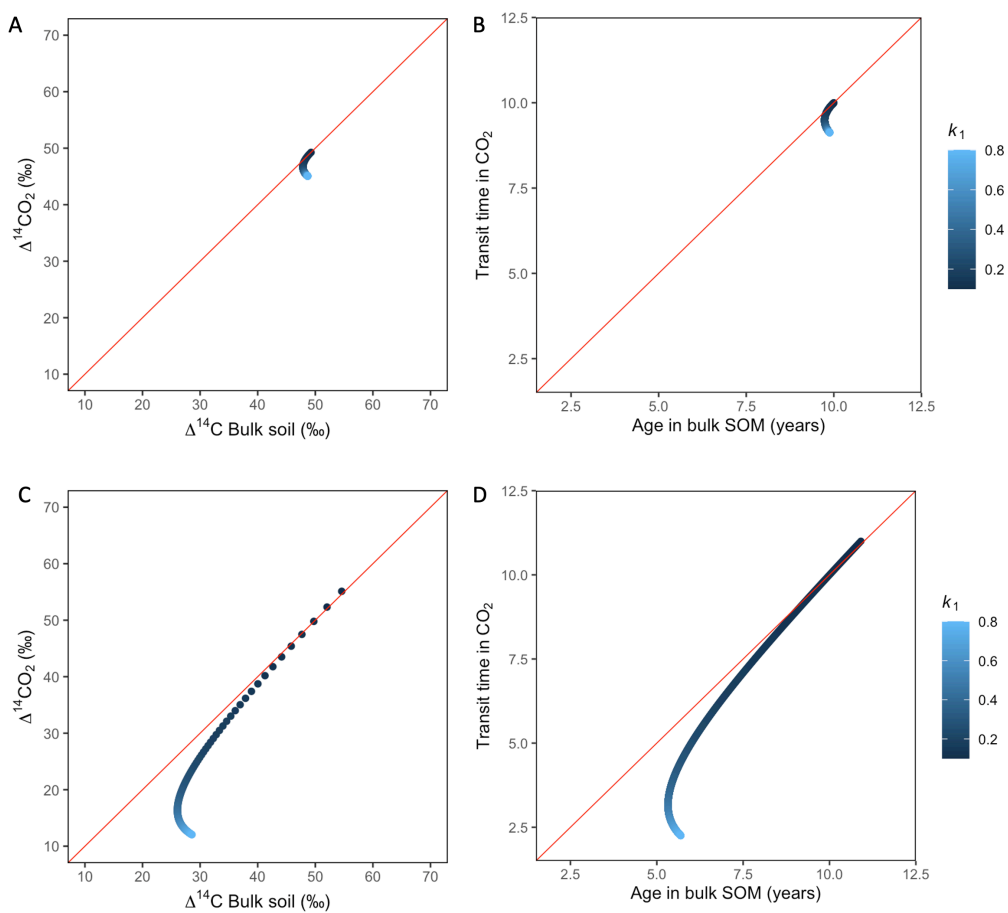 A
70
60
50
40
30
20
10
Δ¹⁴CO₂ (‰)
10 20 30 40 50 60 70
Δ¹⁴C Bulk soil (‰)
B
12.5
10.0
7.5
5.0
2.5
Transit time in CO₂
2.5 5.0 7.5 10.0 12.5
Age in bulk SOM (years)
k₁
0.8
0.6
0.4
0.2
C
70
60
50
40
30
20
10
Δ¹⁴CO₂ (‰)
10 20 30 40 50 60 70
Δ¹⁴C Bulk soil (‰)
D
12.5
10.0
7.5
5.0
2.5
Transit time in CO₂
2.5 5.0 7.5 10.0 12.5
Age in bulk SOM (years)
k₁
0.8
0.6
0.4
0.2